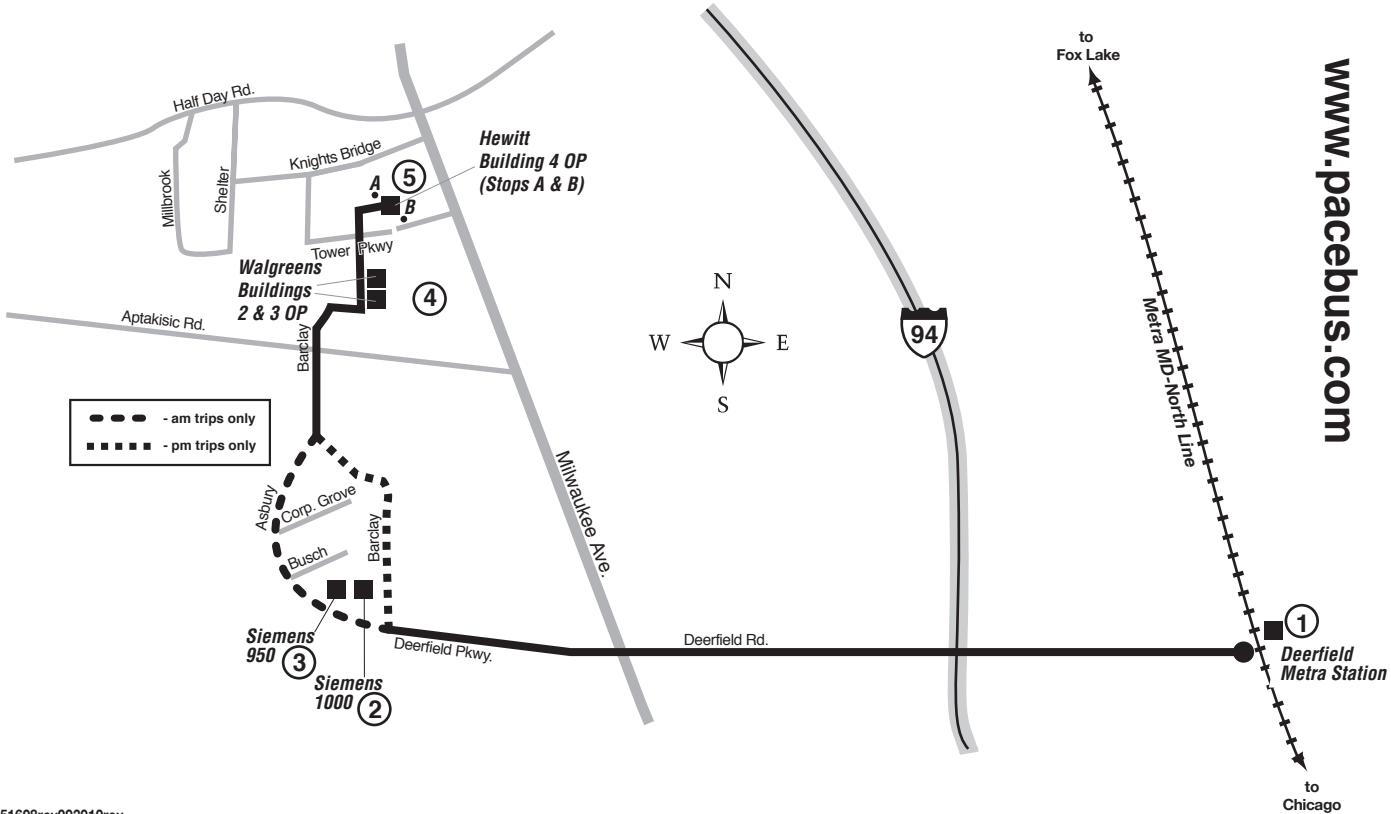 to
Fox Lake
www.pacebus.com
Half Day Rd.
Hewitt
Building 4 OP
(Stops A & B)
Knights Bridge
A
5
B
Millbrook
Shelter
Tower Pkwy
Walgreens
Buildings
2 & 3 OP
4
N
W
E
S
94
Metra MD-North Line
Aptakisic Rd.
Barclay
- am trips only
- pm trips only
Milwaukee Ave.
Asbury
Corp. Grove
Barclay
Busch
Siemens
950
3
Siemens
1000
2
Deerfield Pkwy.
Deerfield Rd.
1
Deerfield
Metra Station
to
Chicago